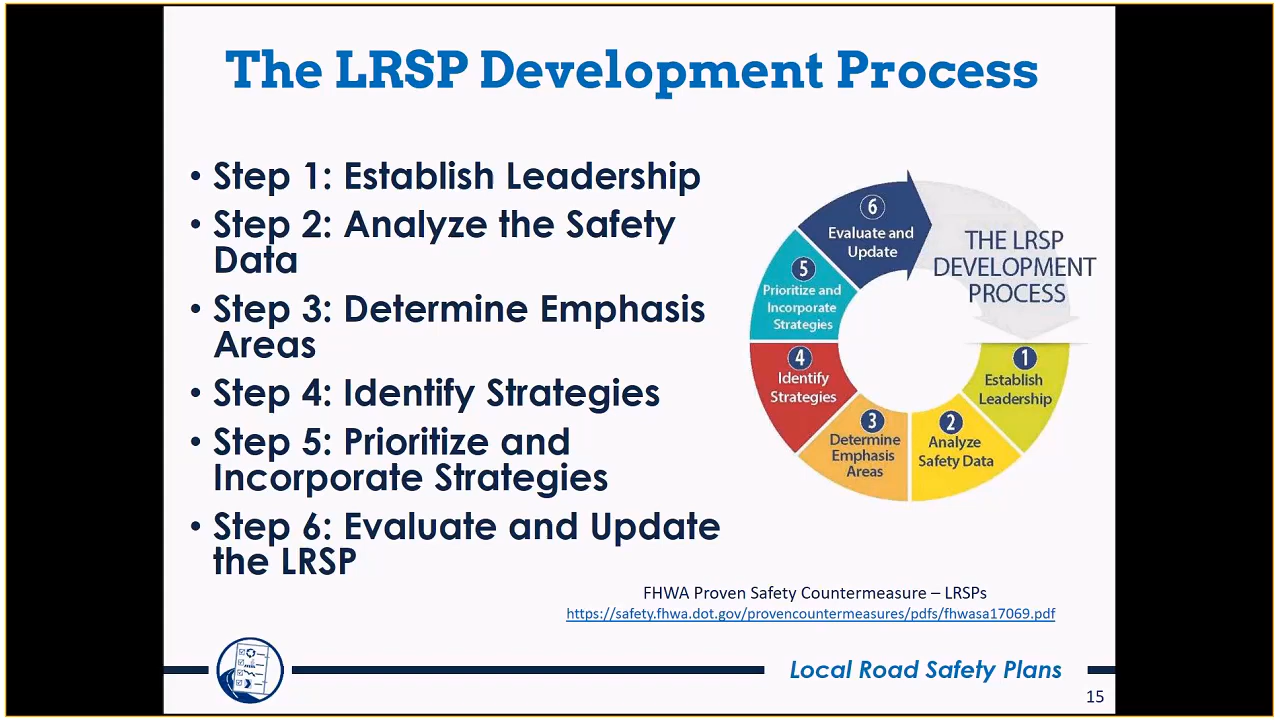 The LRSP Development Process
• Step 1: Establish Leadership
• Step 2: Analyze the Safety
Data
• Step 3: Determine Emphasis
Areas
• Step 4: Identify Strategies
• Step 5: Prioritize and
Incorporate Strategies
• Step 6: Evaluate and Update
the LRSP
THE LRSP
DEVELOPMENT
PROCESS
1
Establish
Leadership
2
Analyze
Safety Data
3
Determine
Emphasis
Areas
4
Identify
Strategies
5
Prioritize and
Incorporate
Strategies
6
Evaluate and
Update
FHWA Proven Safety Countermeasure – LRSPs
https://safety.fhwa.dot.gov/provencountermeasures/pdfs/fhwasa17069.pdf
Local Road Safety Plans
15